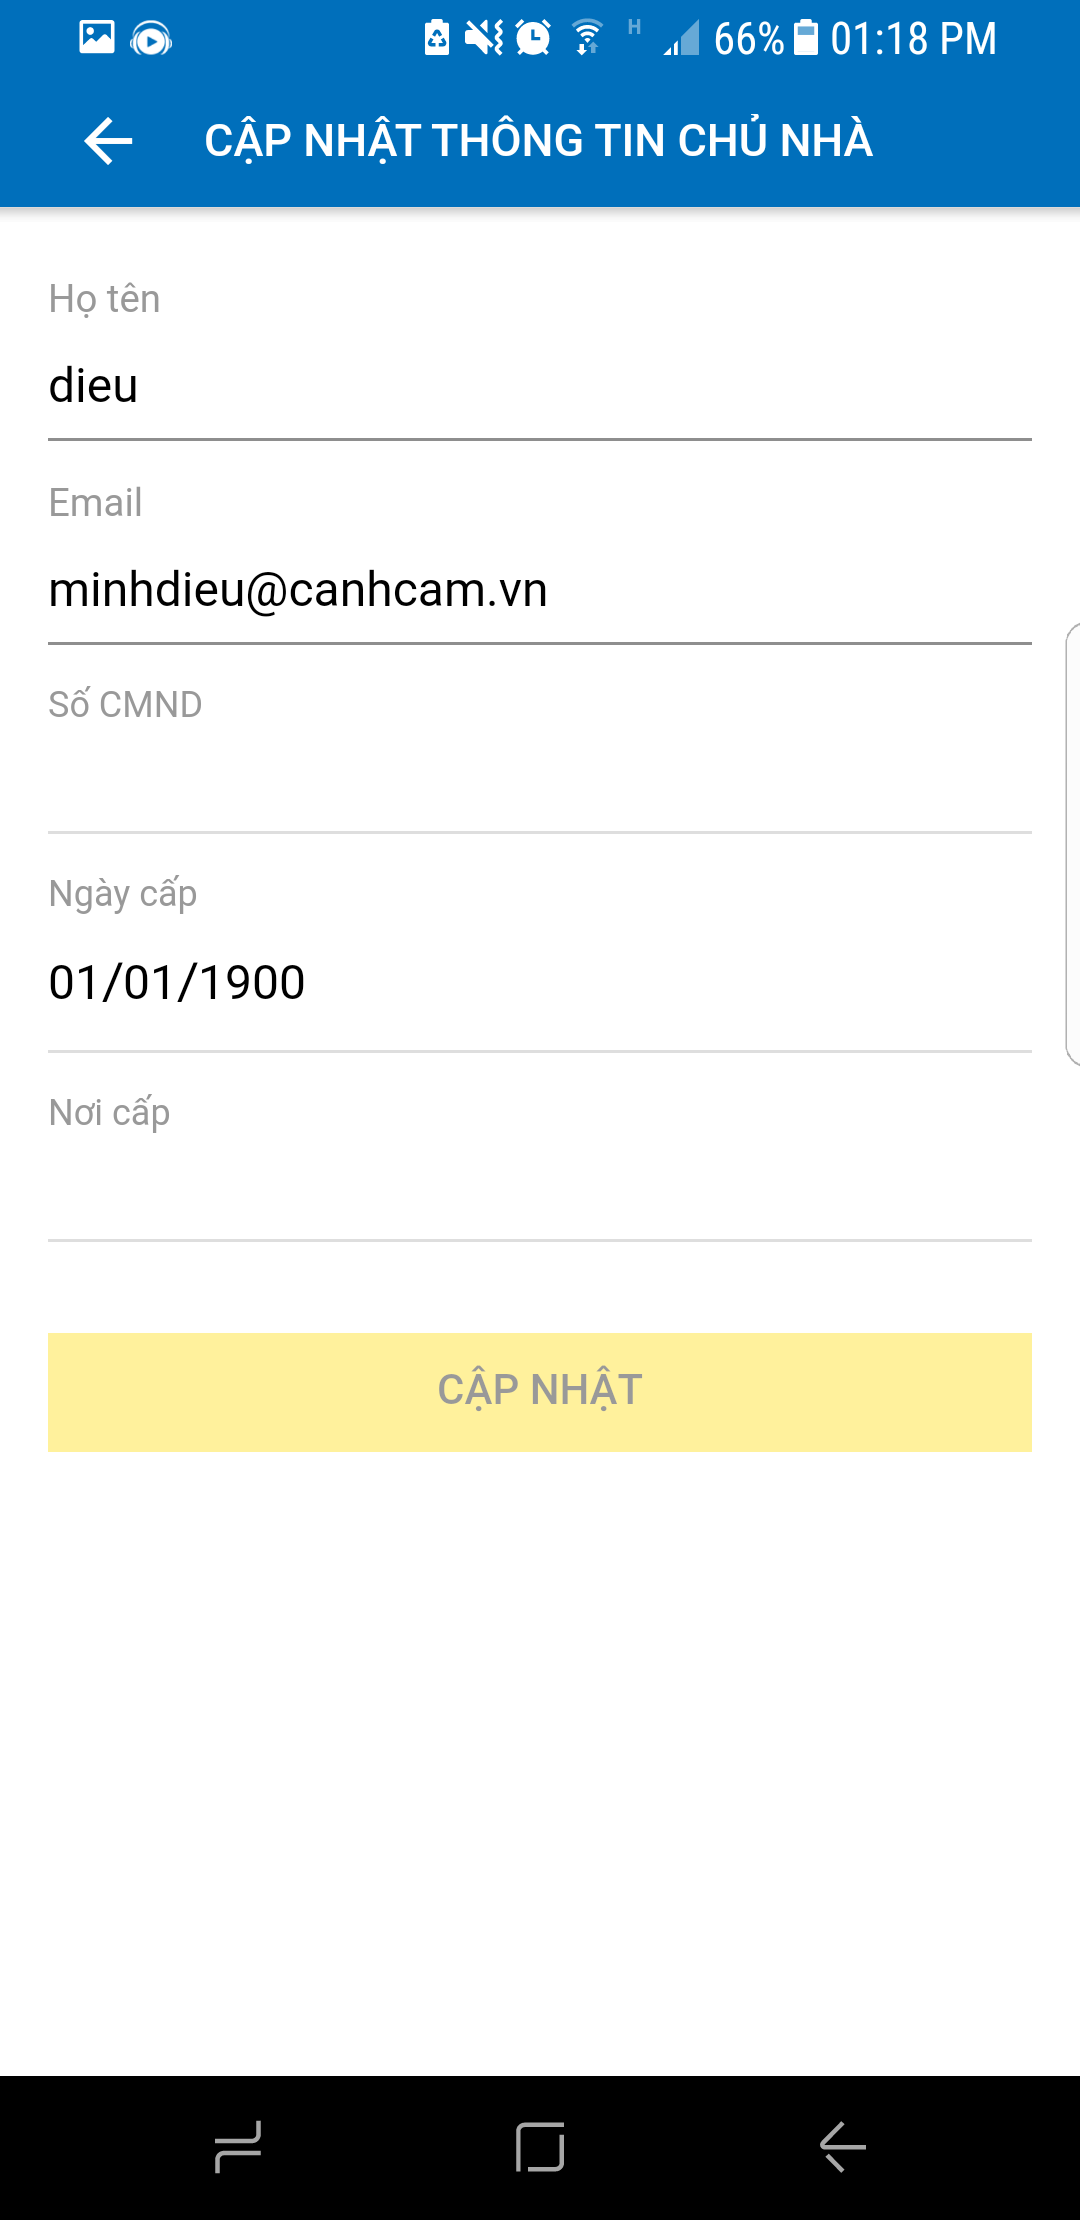 H 66% 01:18 PM
CẬP NHẬT THÔNG TIN CHỦ NHÀ
Họ tên
dieu
Email
minhdieu@canhcam.vn
Số CMND
Ngày cấp
01/01/1900
Nơi cấp
CẬP NHẬT